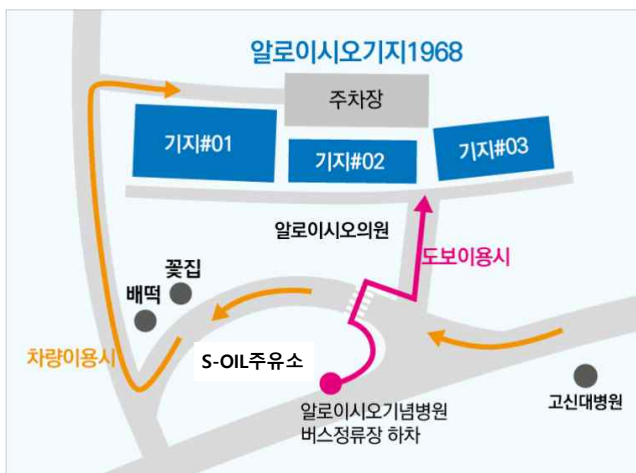 알로이시오기지1968
주차장
기지#01
기지#02
기지#03
알로이시오의원
도보이용시
꽃집
배떡
차량이용시
S-OIL주유소
고신대병원
알로이시오기념병원
버스정류장 하차